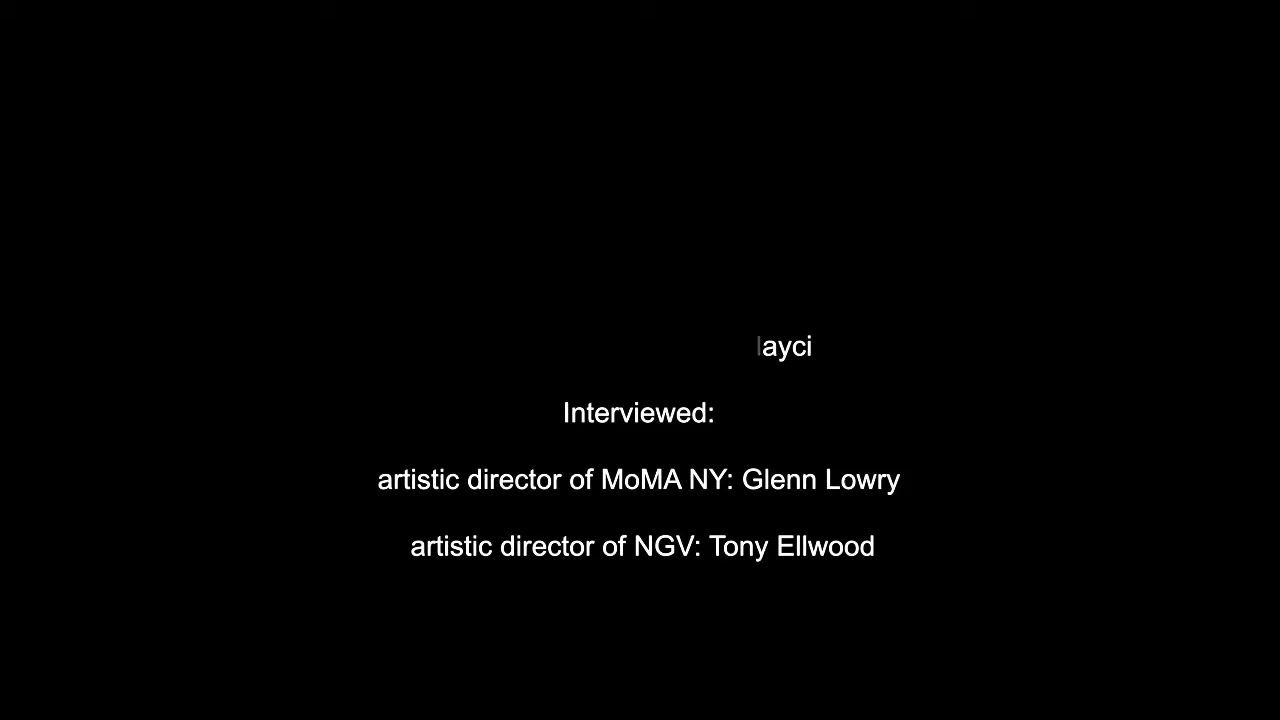 layci
Interviewed:
artistic director of MoMA NY: Glenn Lowry
artistic director of NGV: Tony Ellwood